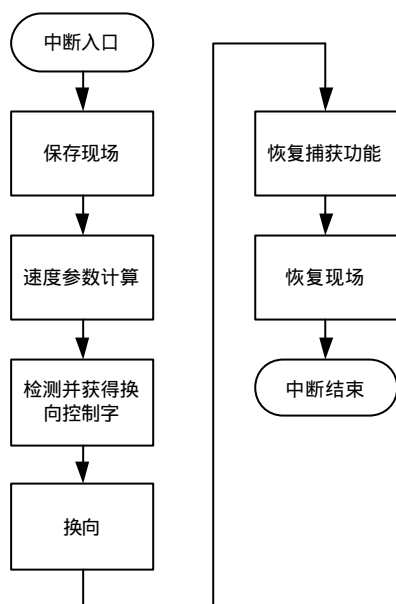 中断入口
保存现场
速度参数计算
检测并获得换
向控制字
换向
恢复捕获功能
恢复现场
中断结束